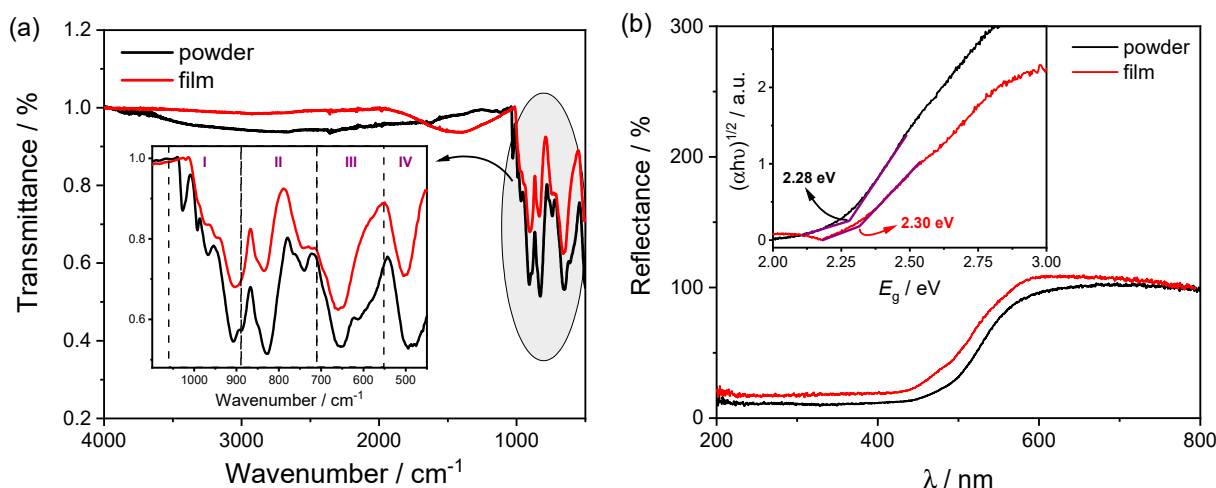 (a)
powder
film
Transmittance / %
1.2
1.0
0.8
0.6
0.4
0.2
4000
3000
2000
1000
Wavenumber / cm-1
I
II
III
IV
1.0
0.8
0.6
1000
900
800
700
600
500
Wavenumber / cm-1
(b)
powder
film
Reflectance / %
300
200
100
0
200
400
600
800
λ / nm
(αhυ)1/2 / a.u.
2
1
0
2.00
2.25
2.50
2.75
3.00
Eg / eV
2.28 eV
2.30 eV